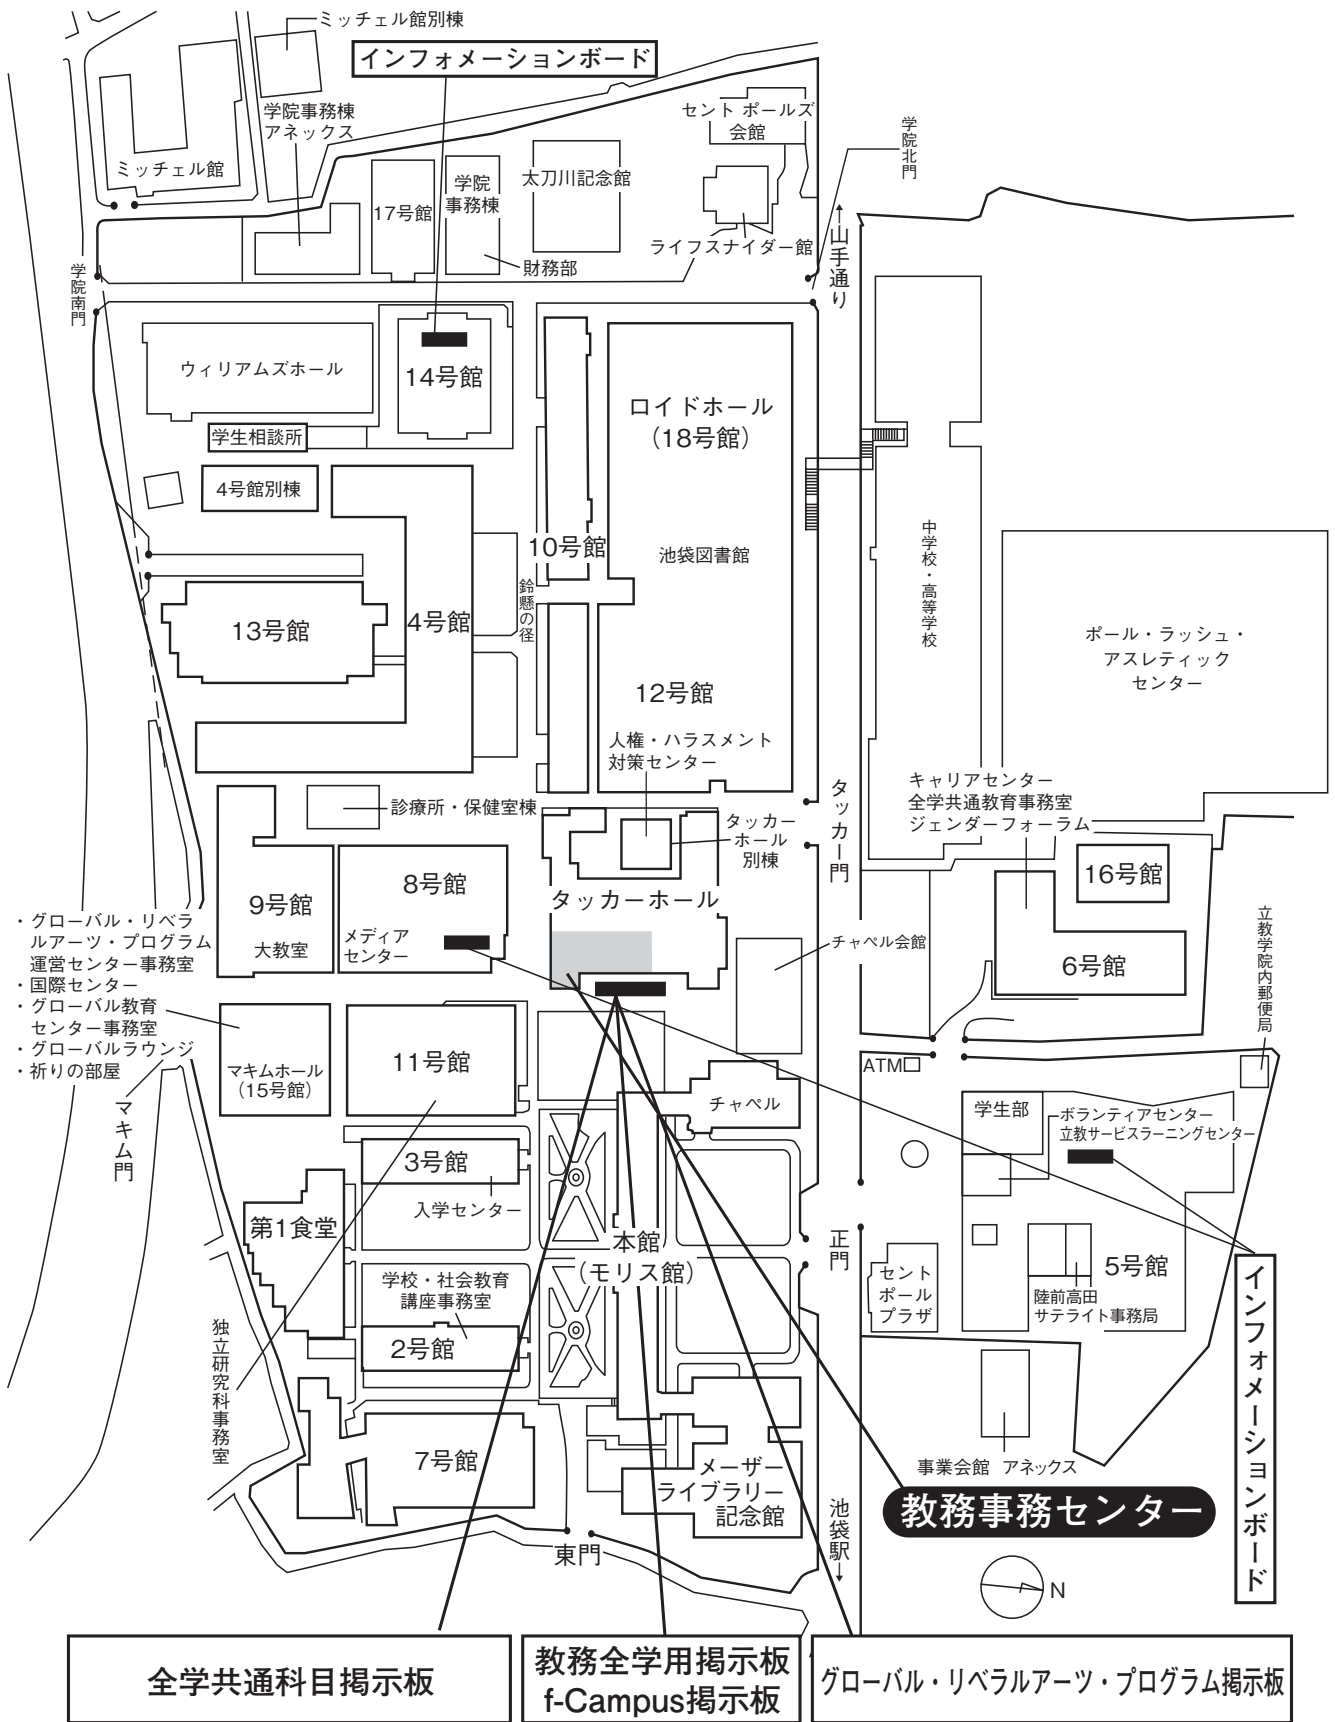 ミッチェル館別棟
インフォメーションボード
学院事務棟
アネックス
ミッチェル館
セント ポールズ
会館
学院北門
17号館
学院
事務棟
太刀川記念館
ライフスナイダー館
財務部
↑山手通り
学院南門
ウィリアムズホール
14号館
ロイドホール
(18号館)
学生相談所
4号館別棟
10号館
池袋図書館
中学校・高等学校
鈴懸の径
13号館
4号館
ポール・ラッシュ・
アスレティック
センター
12号館
人権・ハラスメント
対策センター
キャリアセンター
全学共通教育事務室
ジェンダーフォーラム
診療所・保健室棟
タッカー
ホール
別棟
タッカー門
8号館
16号館
9号館
大教室
タッカーホール
メディア
センター
チャペル会館
6号館
立教学院内郵便局
・グローバル・リベラ
ルアーツ・プログラム
運営センター事務室
・国際センター
・グローバル教育
センター事務室
・グローバルラウンジ
・祈りの部屋
マキムホール
(15号館)
11号館
ATM
チャペル
学生部
ボランティアセンター
立教サービスラーニングセンター
マキム門
3号館
入学センター
第1食堂
本館
(モリス館)
正門
セント
ポール
プラザ
5号館
陸前高田
サテライト事務局
インフォメーションボード
学校・社会教育
講座事務室
2号館
独立研究科事務室
7号館
メーザー
ライブラリー
記念館
事業会館 アネックス
教務事務センター
池袋駅↓
東門
N
全学共通科目掲示板
教務全学用掲示板
f-Campus掲示板
グローバル・リベラルアーツ・プログラム掲示板